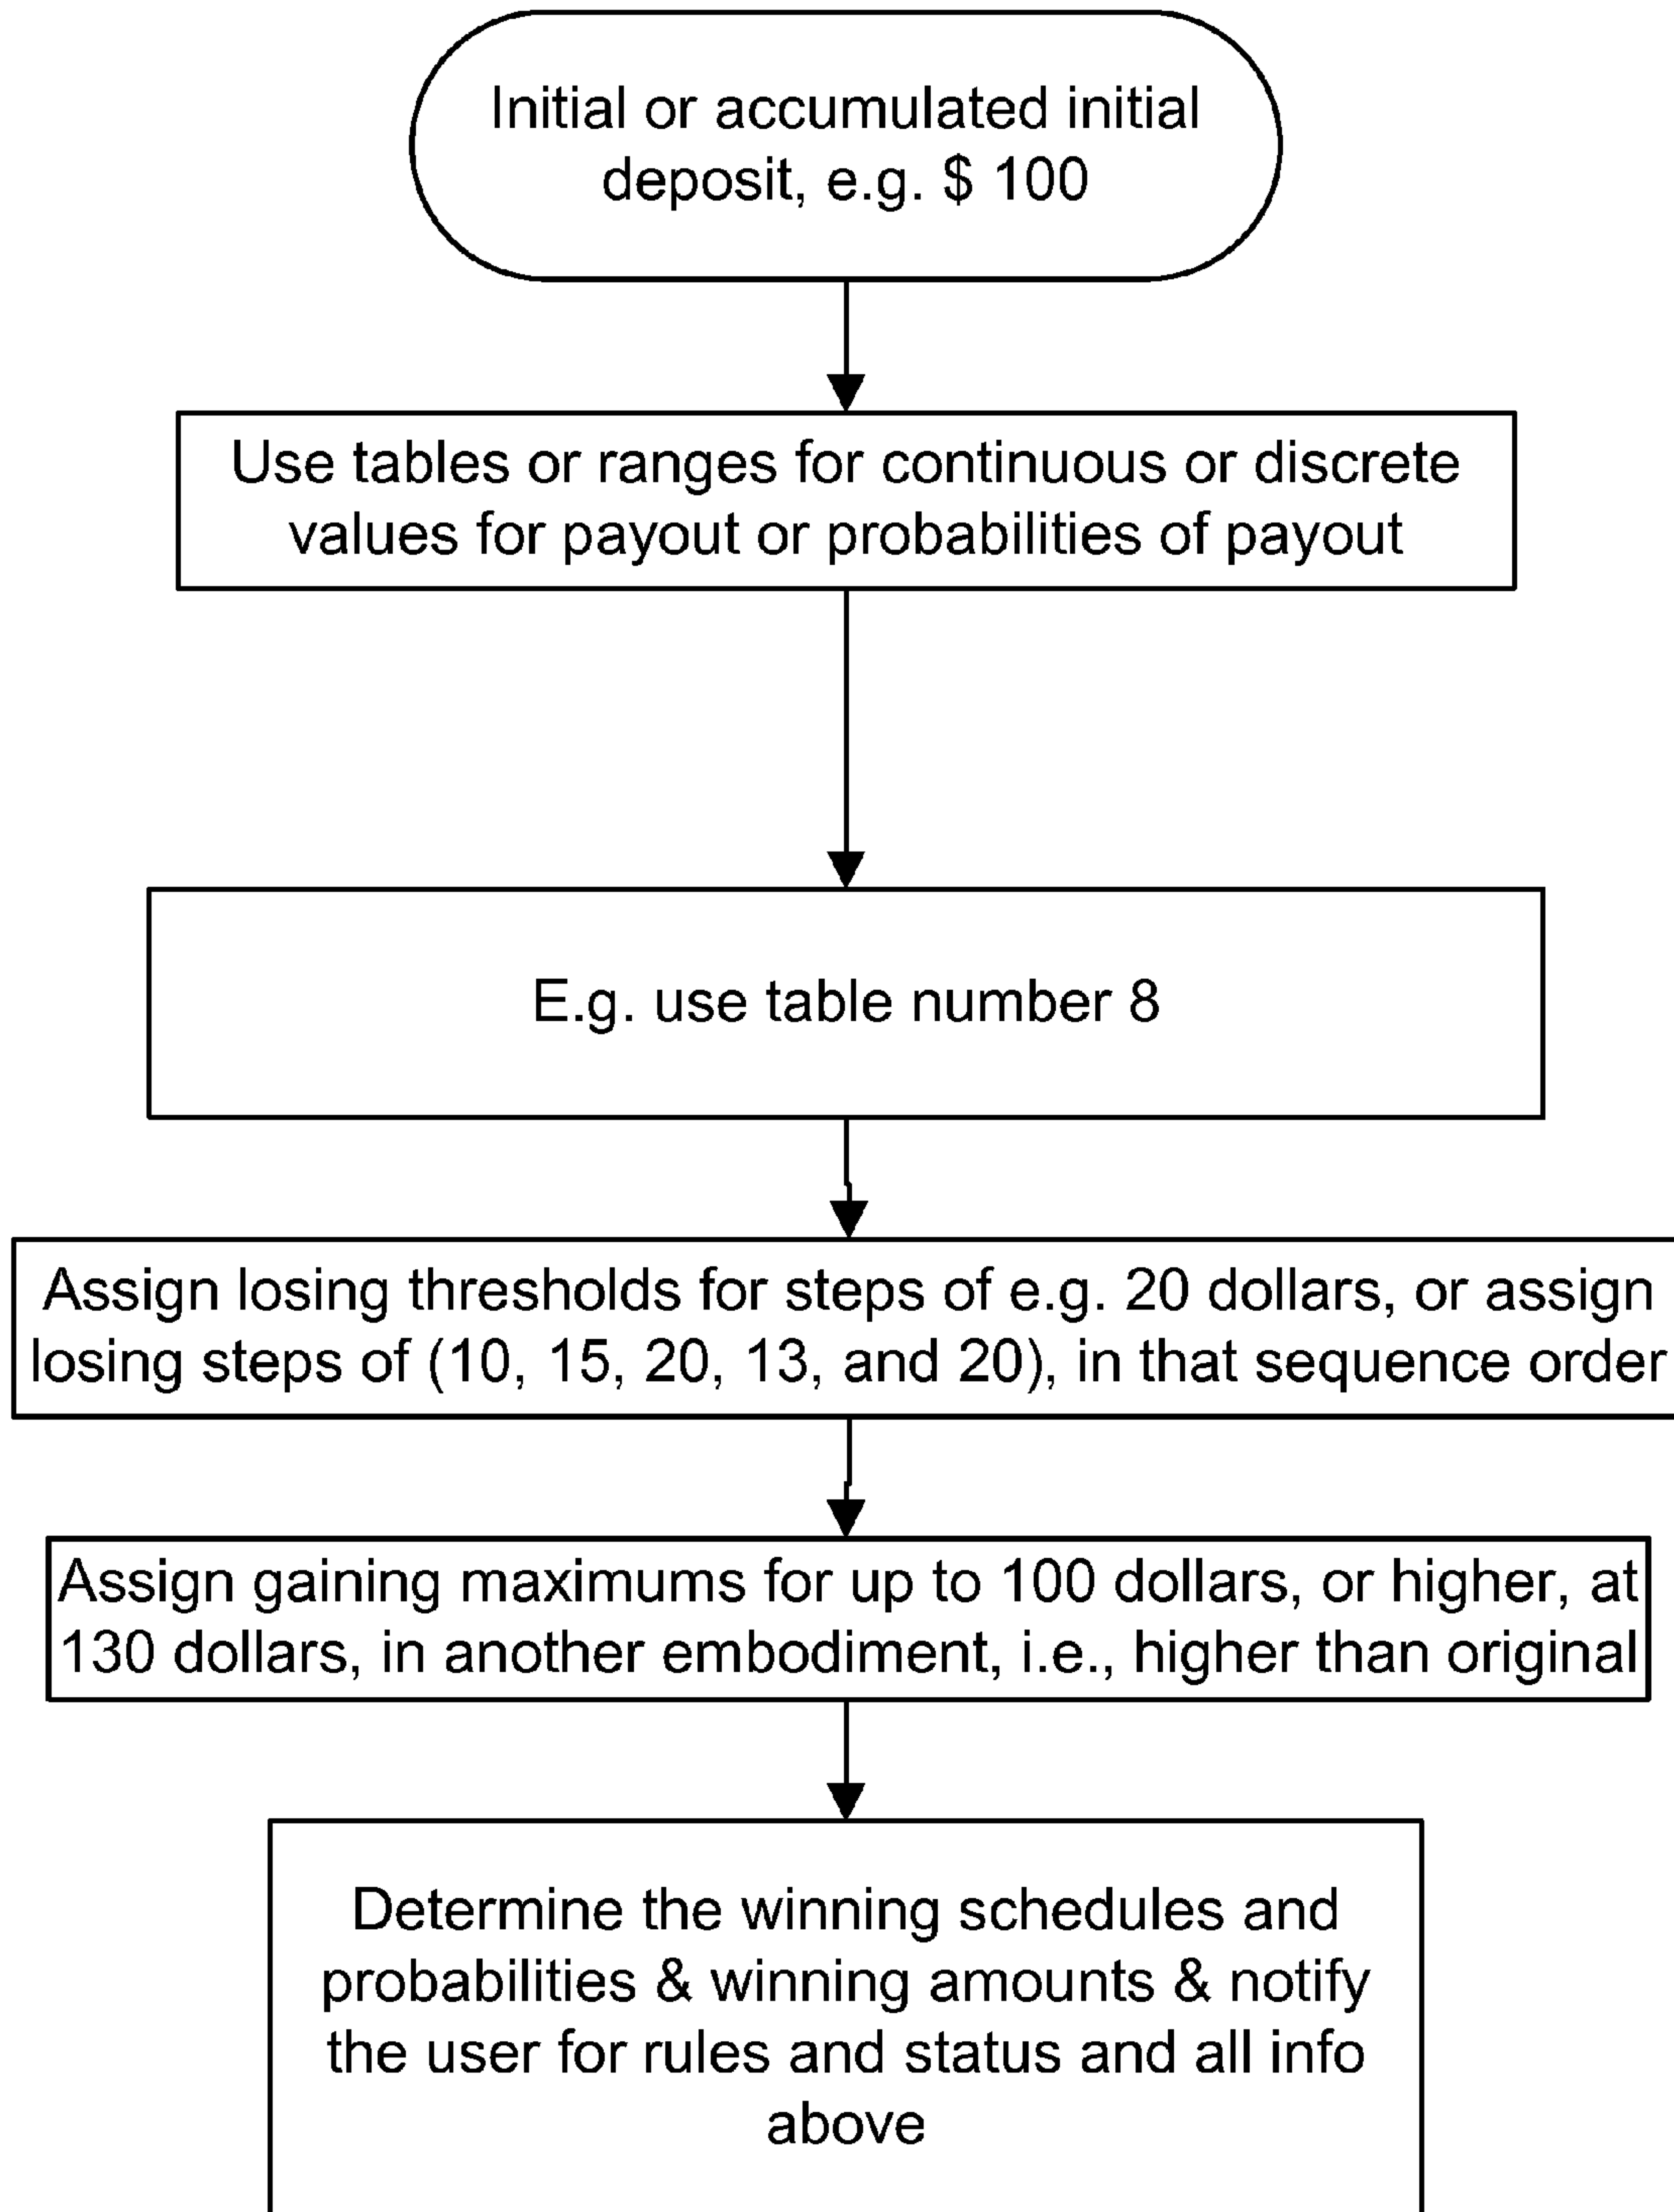 Initial or accumulated initial
deposit, e.g. $ 100
Use tables or ranges for continuous or discrete
values for payout or probabilities of payout
E.g. use table number 8
Assign losing thresholds for steps of e.g. 20 dollars, or assign
losing steps of (10, 15, 20, 13, and 20), in that sequence order
Assign gaining maximums for up to 100 dollars, or higher, at
130 dollars, in another embodiment, i.e., higher than original
Determine the winning schedules and
probabilities & winning amounts & notify
the user for rules and status and all info
above